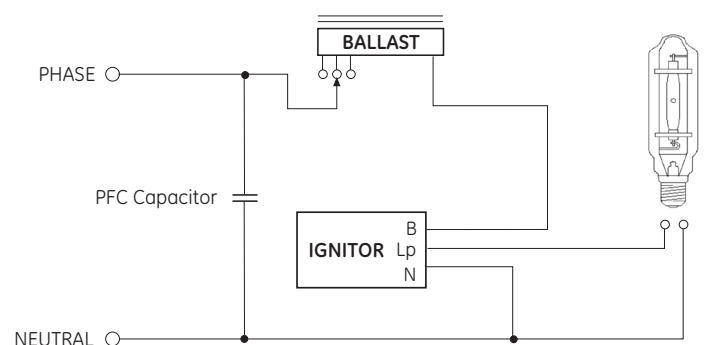 BALLAST
PHASE
PFC Capacitor
B
IGNITOR Lp
N
NEUTRAL